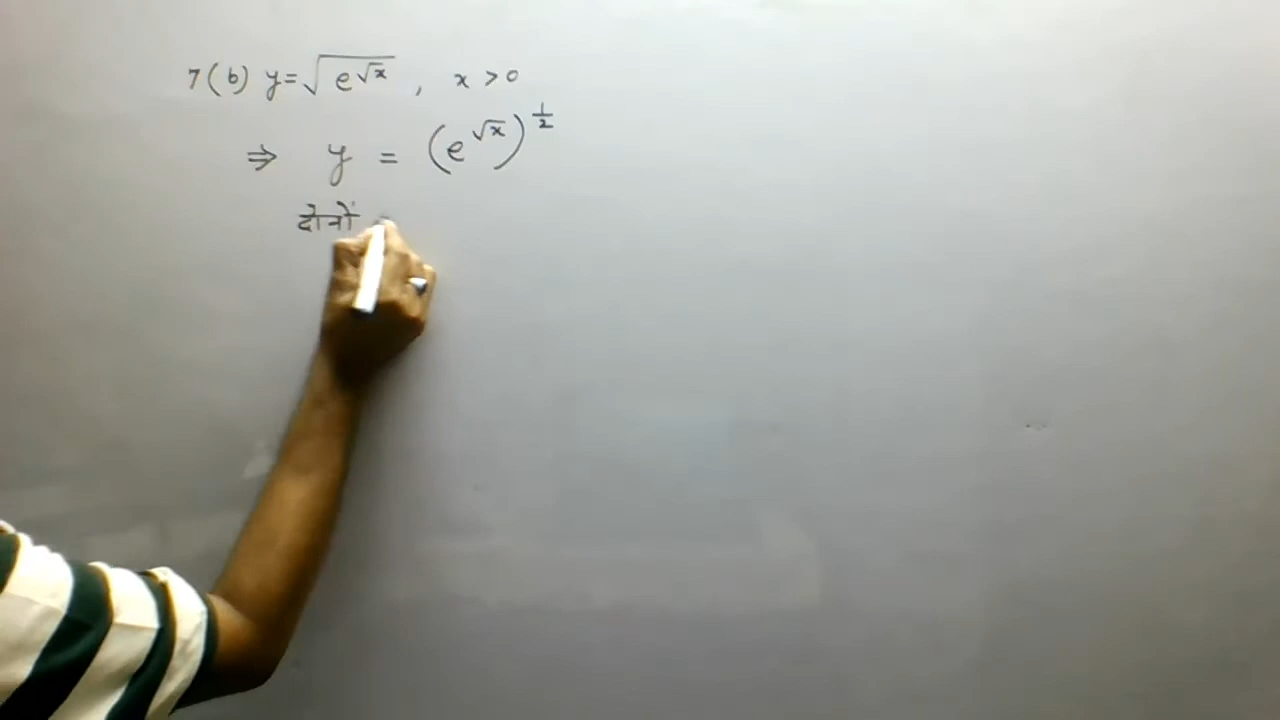 7(b) y=√e^√x , x>0
⇒ y = (e^√x)^1/2
दोनों